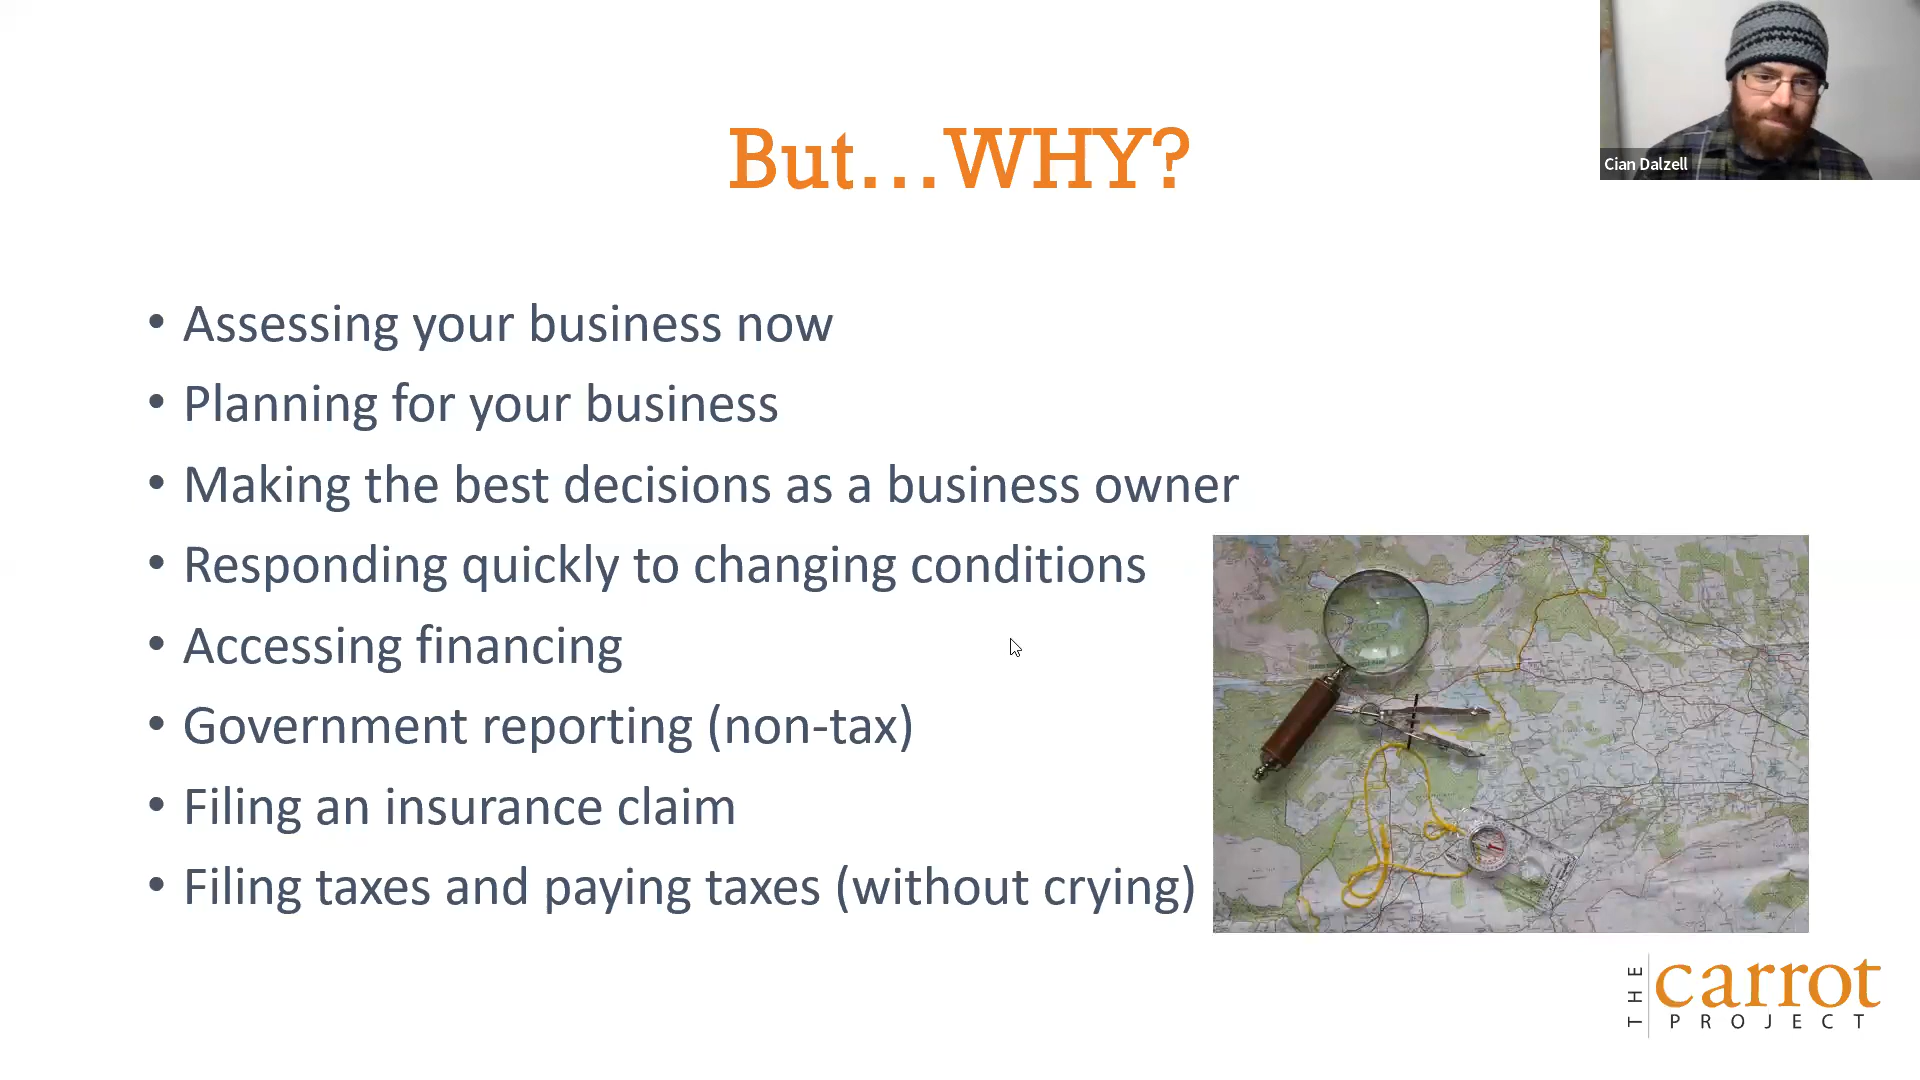 But...WHY?
Cian Dalzell
• Assessing your business now
• Planning for your business
• Making the best decisions as a business owner
• Responding quickly to changing conditions
• Accessing financing
• Government reporting (non-tax)
• Filing an insurance claim
• Filing taxes and paying taxes (without crying)
THE
carrot
PROJECT